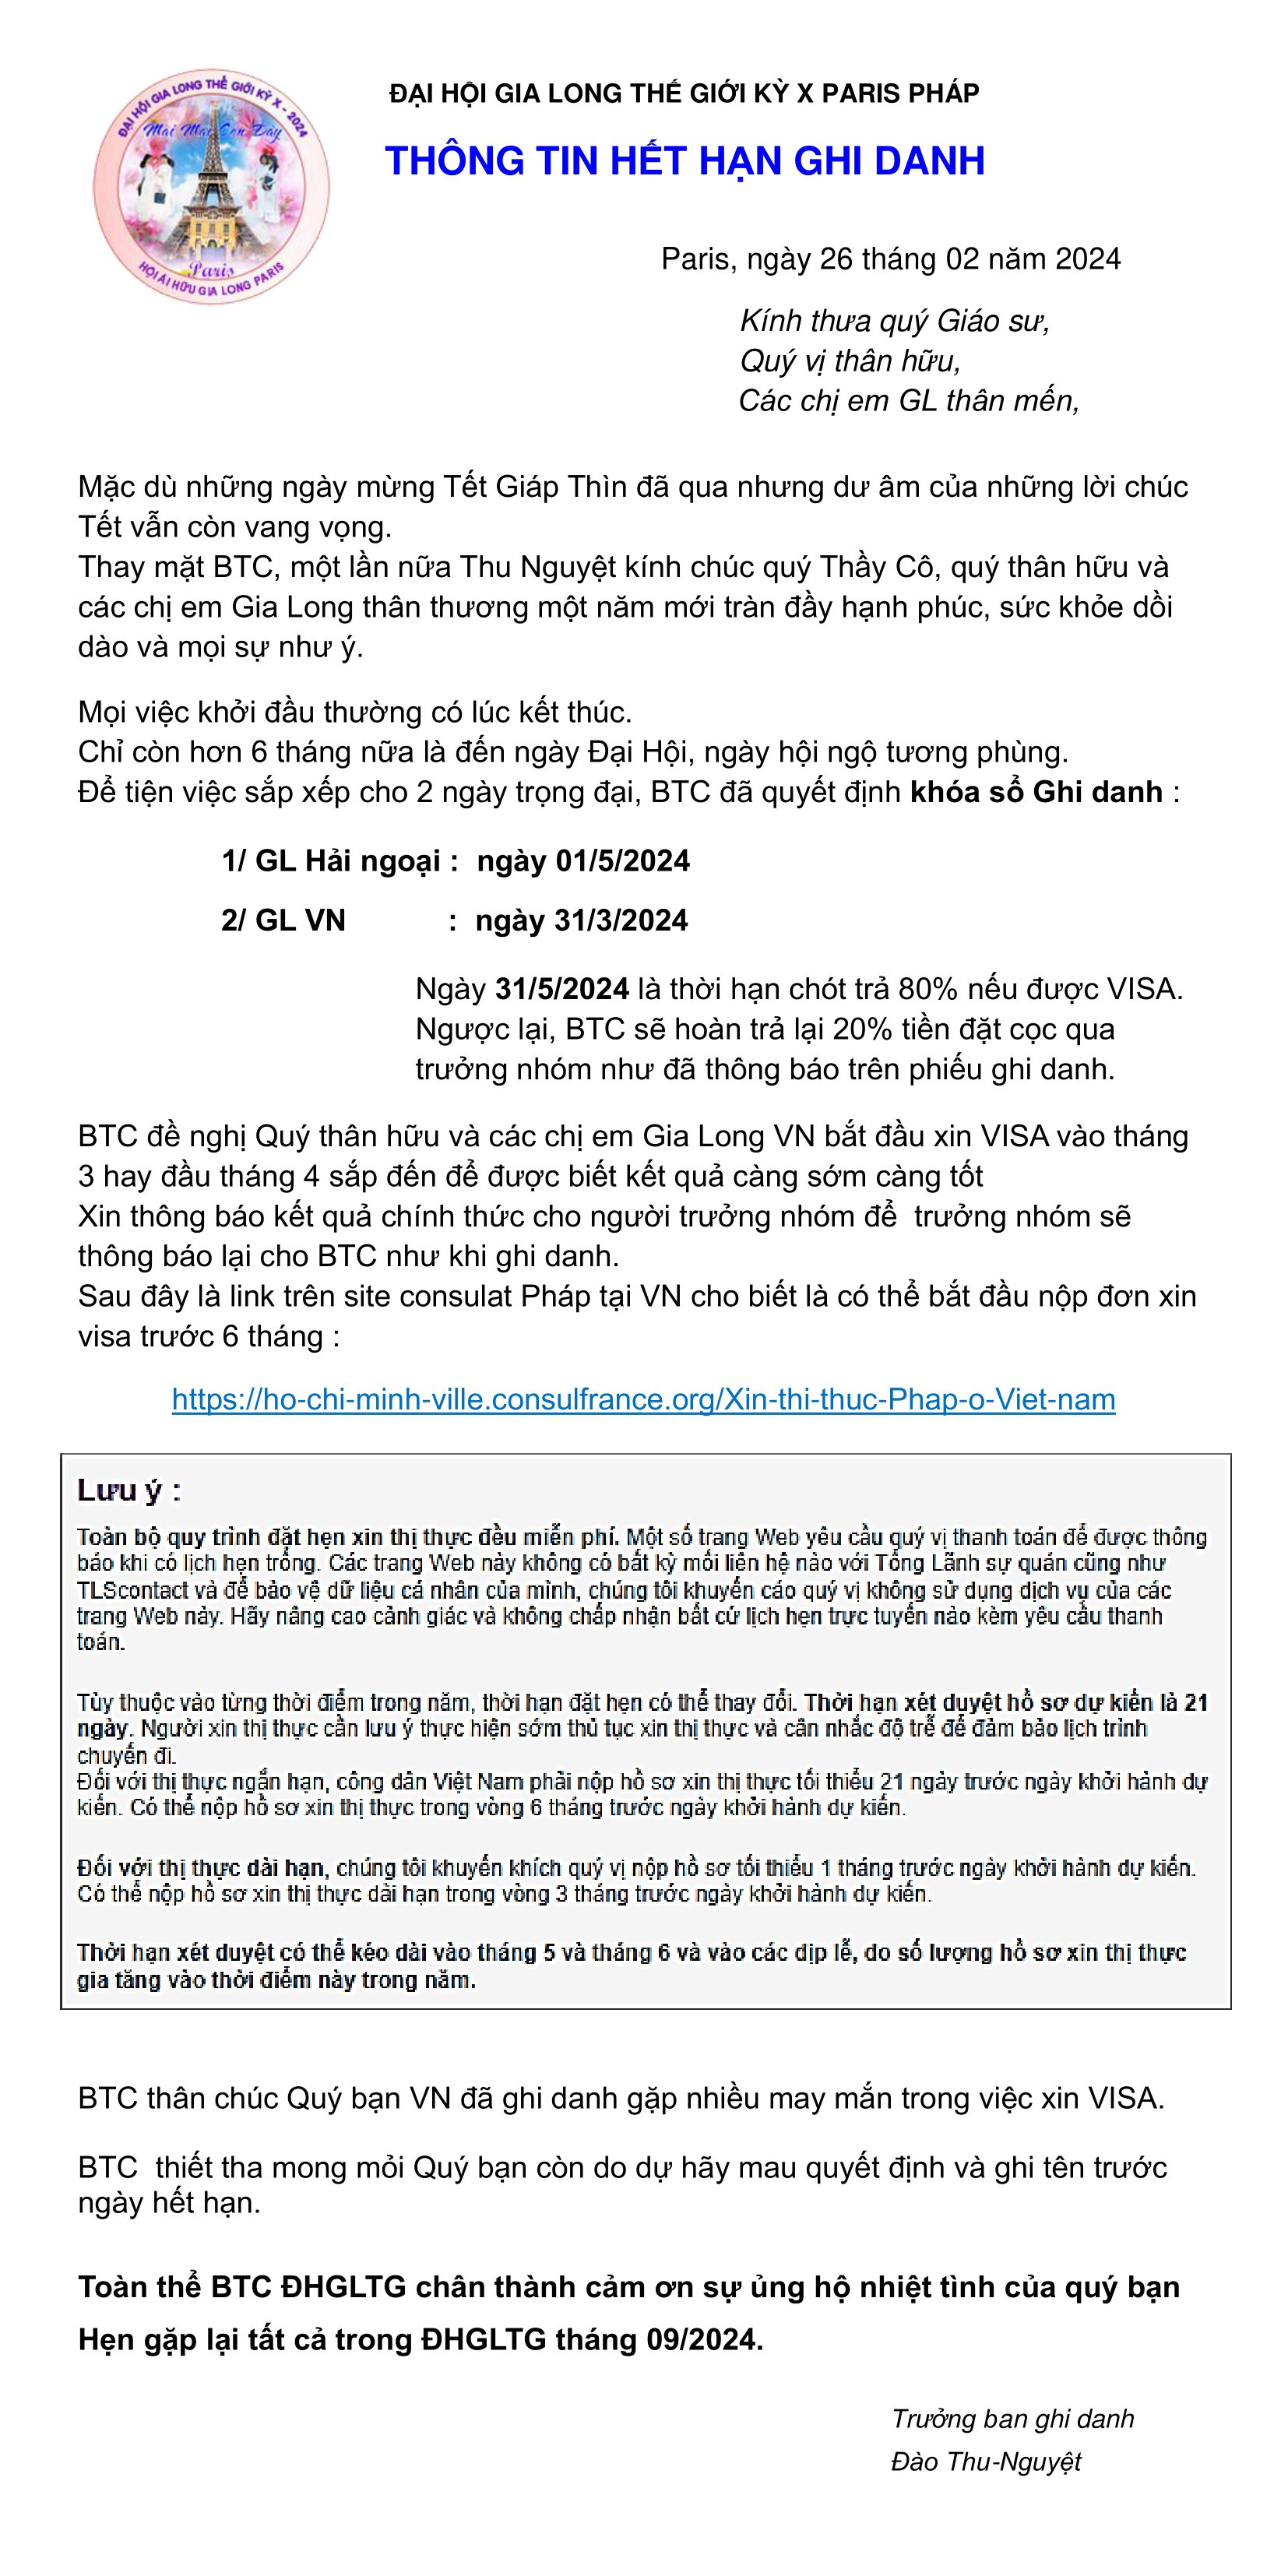 ĐẠI HỘI GIA LONG THẾ GIỚI KỲ X - 2024
Mãi Mãi Còn Đây
Paris
HỘI ÁI HỮU GIA LONG PARIS
ĐẠI HỘI GIA LONG THẾ GIỚI KỲ X PARIS PHÁP
THÔNG TIN HẾT HẠN GHI DANH
Paris, ngày 26 tháng 02 năm 2024
Kính thưa quý Giáo sư,
Quý vị thân hữu,
Các chị em GL thân mến,
Mặc dù những ngày mừng Tết Giáp Thìn đã qua nhưng dư âm của những lời chúc
Tết vẫn còn vang vọng.
Thay mặt BTC, một lần nữa Thu Nguyệt kính chúc quý Thầy Cô, quý thân hữu và
các chị em Gia Long thân thương một năm mới tràn đầy hạnh phúc, sức khỏe dồi
dào và mọi sự như ý.
Mọi việc khởi đầu thường có lúc kết thúc.
Chỉ còn hơn 6 tháng nữa là đến ngày Đại Hội, ngày hội ngộ tương phùng.
Để tiện việc sắp xếp cho 2 ngày trọng đại, BTC đã quyết định khóa sổ Ghi danh :
1/ GL Hải ngoại : ngày 01/5/2024
2/ GL VN : ngày 31/3/2024
Ngày 31/5/2024 là thời hạn chót trả 80% nếu được VISA.
Ngược lại, BTC sẽ hoàn trả lại 20% tiền đặt cọc qua
trưởng nhóm như đã thông báo trên phiếu ghi danh.
BTC đề nghị Quý thân hữu và các chị em Gia Long VN bắt đầu xin VISA vào tháng
3 hay đầu tháng 4 sắp đến để được biết kết quả càng sớm càng tốt
Xin thông báo kết quả chính thức cho người trưởng nhóm để trưởng nhóm sẽ
thông báo lại cho BTC như khi ghi danh.
Sau đây là link trên site consulat Pháp tại VN cho biết là có thể bắt đầu nộp đơn xin
visa trước 6 tháng :
https://ho-chi-minh-ville.consulfrance.org/Xin-thi-thuc-Phap-o-Viet-nam
Lưu ý :
Toàn bộ quy trình đặt hẹn xin thị thực đều miễn phí. Một số trang Web yêu cầu quý vị thanh toán để được thông
báo khi có lịch hẹn trống. Các trang Web này không có bất kỳ mối liên hệ nào với Tổng Lãnh sự quán cũng như
TLScontact và để bảo vệ dữ liệu cá nhân của mình, chúng tôi khuyến cáo quý vị không sử dụng dịch vụ của các
trang Web này. Hãy nâng cao cảnh giác và không chấp nhận bất cứ lịch hẹn trực tuyến nào kèm yêu cầu thanh
toán.
Tùy thuộc vào từng thời điểm trong năm, thời hạn đặt hẹn có thể thay đổi. Thời hạn xét duyệt hồ sơ dự kiến là 21
ngày. Người xin thị thực cần lưu ý thực hiện sớm thủ tục xin thị thực và cân nhắc độ trễ để đảm bảo lịch trình
chuyến đi.
Đối với thị thực ngắn hạn, công dân Việt Nam phải nộp hồ sơ xin thị thực tối thiểu 21 ngày trước ngày khởi hành dự
kiến. Có thể nộp hồ sơ xin thị thực trong vòng 6 tháng trước ngày khởi hành dự kiến.
Đối với thị thực dài hạn, chúng tôi khuyến khích quý vị nộp hồ sơ tối thiểu 1 tháng trước ngày khởi hành dự kiến.
Có thể nộp hồ sơ xin thị thực dài hạn trong vòng 3 tháng trước ngày khởi hành dự kiến.
Thời hạn xét duyệt có thể kéo dài vào tháng 5 và tháng 6 và vào các dịp lễ, do số lượng hồ sơ xin thị thực
gia tăng vào thời điểm này trong năm.
BTC thân chúc Quý bạn VN đã ghi danh gặp nhiều may mắn trong việc xin VISA.
BTC thiết tha mong mỏi Quý bạn còn do dự hãy mau quyết định và ghi tên trước
ngày hết hạn.
Toàn thể BTC ĐHGLTG chân thành cảm ơn sự ủng hộ nhiệt tình của quý bạn
Hẹn gặp lại tất cả trong ĐHGLTG tháng 09/2024.
Trưởng ban ghi danh
Đào Thu-Nguyệt